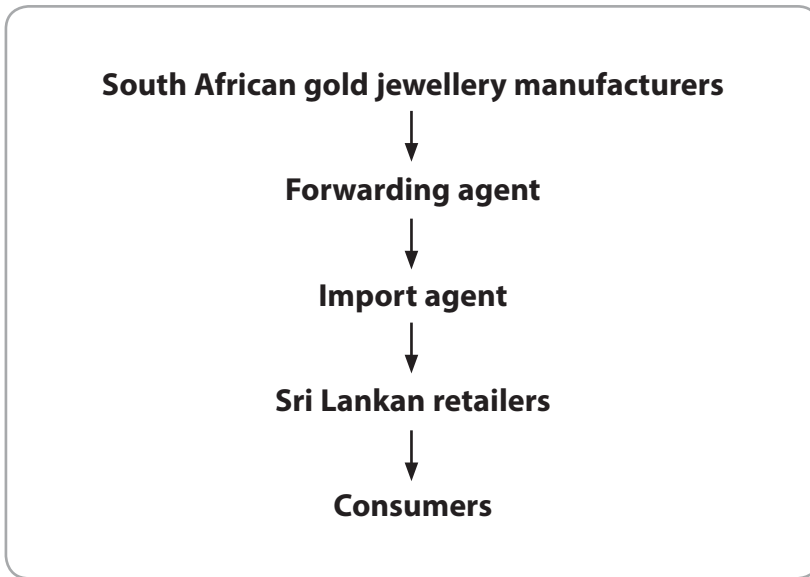 South African gold jewellery manufacturers
Forwarding agent
Import agent
Sri Lankan retailers
Consumers